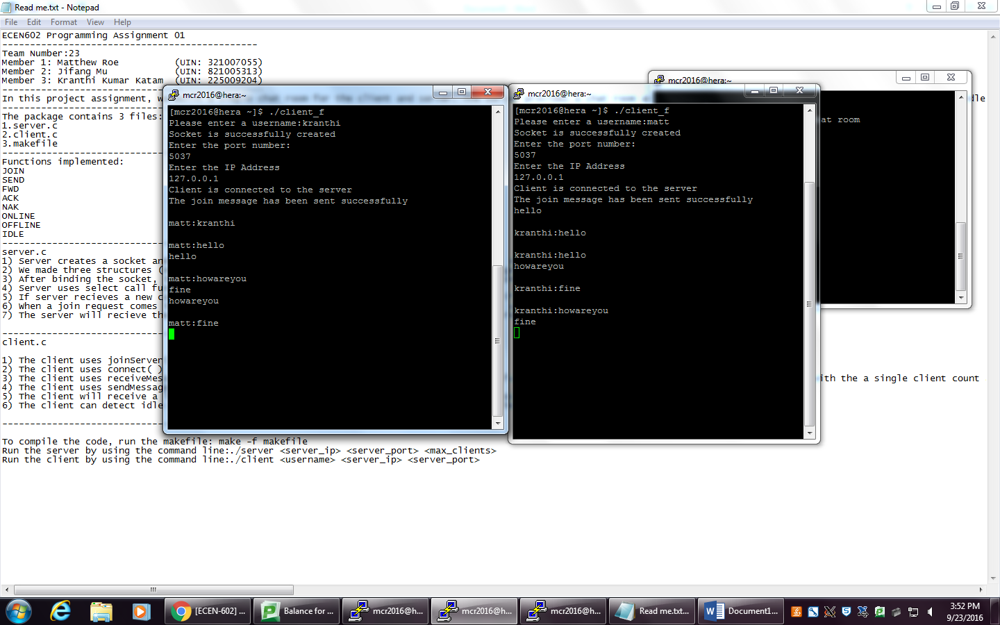 Read me.txt - Notepad
File Edit Format View Help
ECEN602 Programming Assignment 01
----------------------------------------------
Team Number:23
Member 1: Matthew Roe (UIN: 321007055)
Member 2: Jifang Mu (UIN: 821005313)
Member 3: Kranthi Kumar Katam (UIN: 225009204)
In this project assignment, w
The package contains 3 files:
1.server.c
2.client.c
3.makefile
Functions implemented:
JOIN
SEND
FWD
ACK
NAK
ONLINE
OFFLINE
IDLE
server.c
1) Server creates a socket an
2) We made three structures (
3) After binding the socket,
4) Server uses select call fu
5) If server recieves a new c
6) When a join request comes
7) The server will recieve th
client.c
1) The client uses joinServer
2) The client uses connect( )
3) The client uses receiveMes
ith the a single client count
4) The client uses sendMessag
5) The client will receive a
6) The client can detect idle
To compile the code, run the makefile: make -f makefile
Run the server by using the command line:./server <server_ip> <server_port> <max_clients>
Run the client by using the command line:./client <username> <server_ip> <server_port>
mcr2016@hera:~
[mcr2016@hera ~]$ ./client_f
Please enter a username:kranthi
Socket is successfully created
Enter the port number:
5037
Enter the IP Address
127.0.0.1
Client is connected to the server
The join message has been sent successfully
matt:kranthi
matt:hello
hello
matt:howareyou
fine
howareyou
matt:fine
mcr2016@hera:~
[mcr2016@hera ~]$ ./client_f
Please enter a username:matt
Socket is successfully created
Enter the port number:
5037
Enter the IP Address
127.0.0.1
Client is connected to the server
The join message has been sent successfully
hello
kranthi:hello
kranthi:hello
howareyou
kranthi:fine
kranthi:howareyou
fine
mcr2016@hera:~
at room
[ECEN-602] ...
Balance for ...
mcr2016@h...
mcr2016@h...
mcr2016@h...
Read me.txt...
Document1...
3:52 PM
9/23/2016